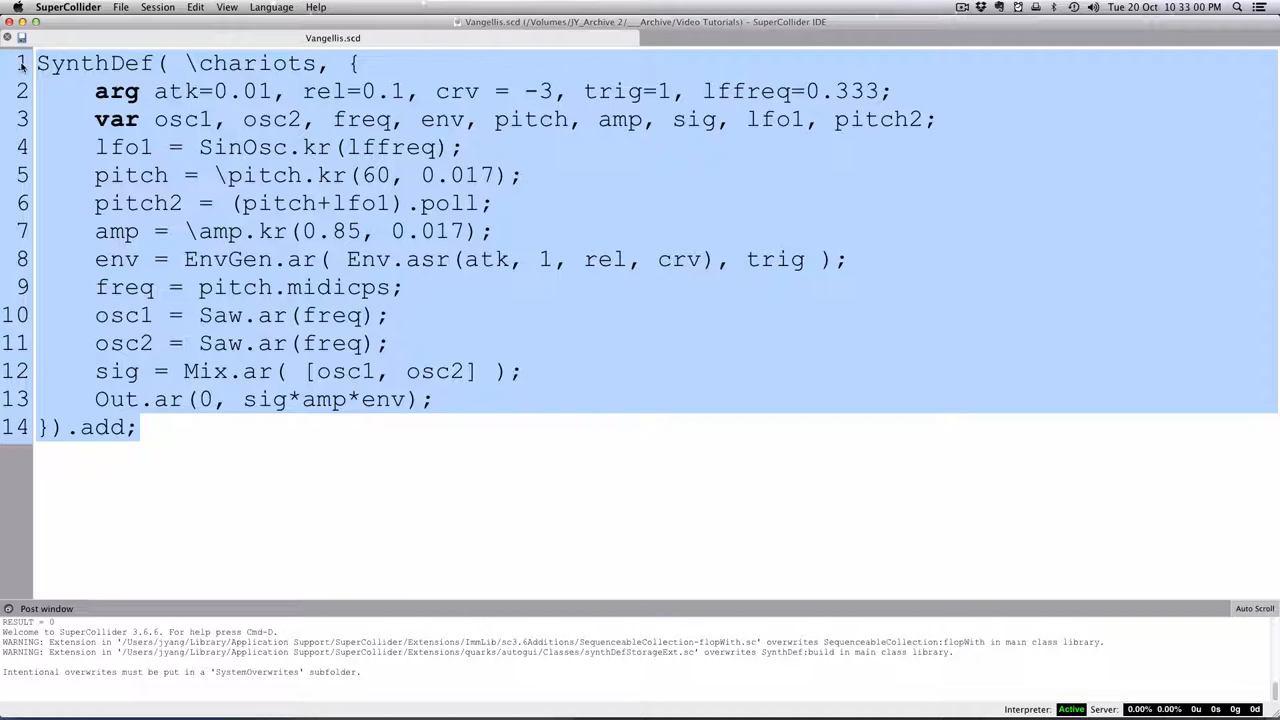 SuperCollider File Session Edit View Language Help Tue 20 Oct 10:33:00 PM
Vangellis.scd (/Volumes/JY_Archive 2/___Archive/Video Tutorials) - SuperCollider IDE
Vangellis.scd
1 SynthDef( \chariots, {
2 arg atk=0.01, rel=0.1, crv = -3, trig=1, lffreq=0.333;
3 var osc1, osc2, freq, env, pitch, amp, sig, lfo1, pitch2;
4 lfo1 = SinOsc.kr(lffreq);
5 pitch = \pitch.kr(60, 0.017);
6 pitch2 = (pitch+lfo1).poll;
7 amp = \amp.kr(0.85, 0.017);
8 env = EnvGen.ar( Env.asr(atk, 1, rel, crv), trig );
9 freq = pitch.midicps;
10 osc1 = Saw.ar(freq);
11 osc2 = Saw.ar(freq);
12 sig = Mix.ar( [osc1, osc2] );
13 Out.ar(0, sig*amp*env);
14 }).add;
Post window Auto Scroll
RESULT = 0
Welcome to SuperCollider 3.6.6. For help press Cmd-D.
WARNING: Extension in '/Users/jyang/Library/Application Support/SuperCollider/Extensions/ImmLib/sc3.6Additions/SequenceableCollection-flopWith.sc' overwrites SequenceableCollection:flopWith in main class library.
WARNING: Extension in '/Users/jyang/Library/Application Support/SuperCollider/Extensions/quarks/autogui/Classes/synthDefStorageExt.sc' overwrites SynthDef:build in main class library.
Intentional overwrites must be put in a 'SystemOverwrites' subfolder.
Interpreter: Active Server: 0.00% 0.00% 0u 0s 0g 0d